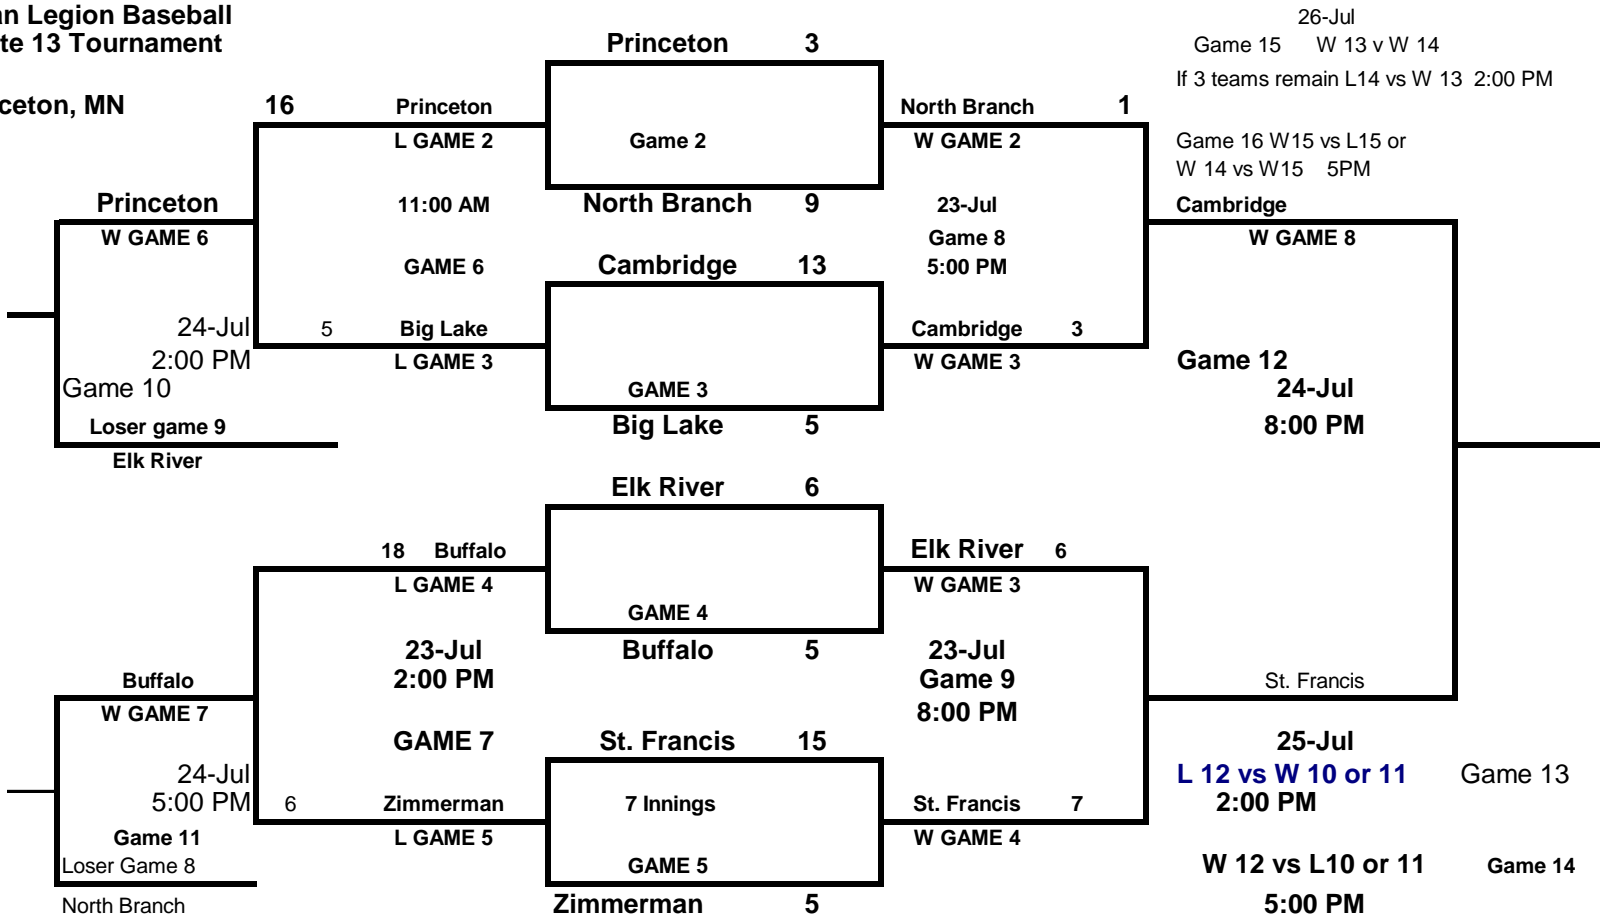 an Legion Baseball
te 13 Tournament
ceton, MN
26-Jul
Game 15 W 13 v W 14
If 3 teams remain L14 vs W 13 2:00 PM
Game 16 W15 vs L15 or
W 14 vs W15 5PM
Princeton 3
16 Princeton
L GAME 2
Game 2
North Branch 1
W GAME 2
Princeton
W GAME 6
11:00 AM
North Branch 9
23-Jul
Game 8
5:00 PM
Cambridge
W GAME 8
GAME 6
Cambridge 13
24-Jul
2:00 PM
Game 10
5 Big Lake
L GAME 3
GAME 3
Cambridge 3
W GAME 3
Game 12
24-Jul
8:00 PM
Loser game 9
Elk River
Big Lake 5
Elk River 6
18 Buffalo
L GAME 4
GAME 4
Elk River 6
W GAME 3
23-Jul
2:00 PM
Buffalo 5
23-Jul
Game 9
8:00 PM
Buffalo
W GAME 7
St. Francis
GAME 7
St. Francis 15
25-Jul
24-Jul
5:00 PM
Game 11
Loser Game 8
North Branch
6 Zimmerman
L GAME 5
7 Innings
GAME 5
St. Francis 7
W GAME 4
L 12 vs W 10 or 11 Game 13
2:00 PM
W 12 vs L10 or 11 Game 14
Zimmerman 5
5:00 PM